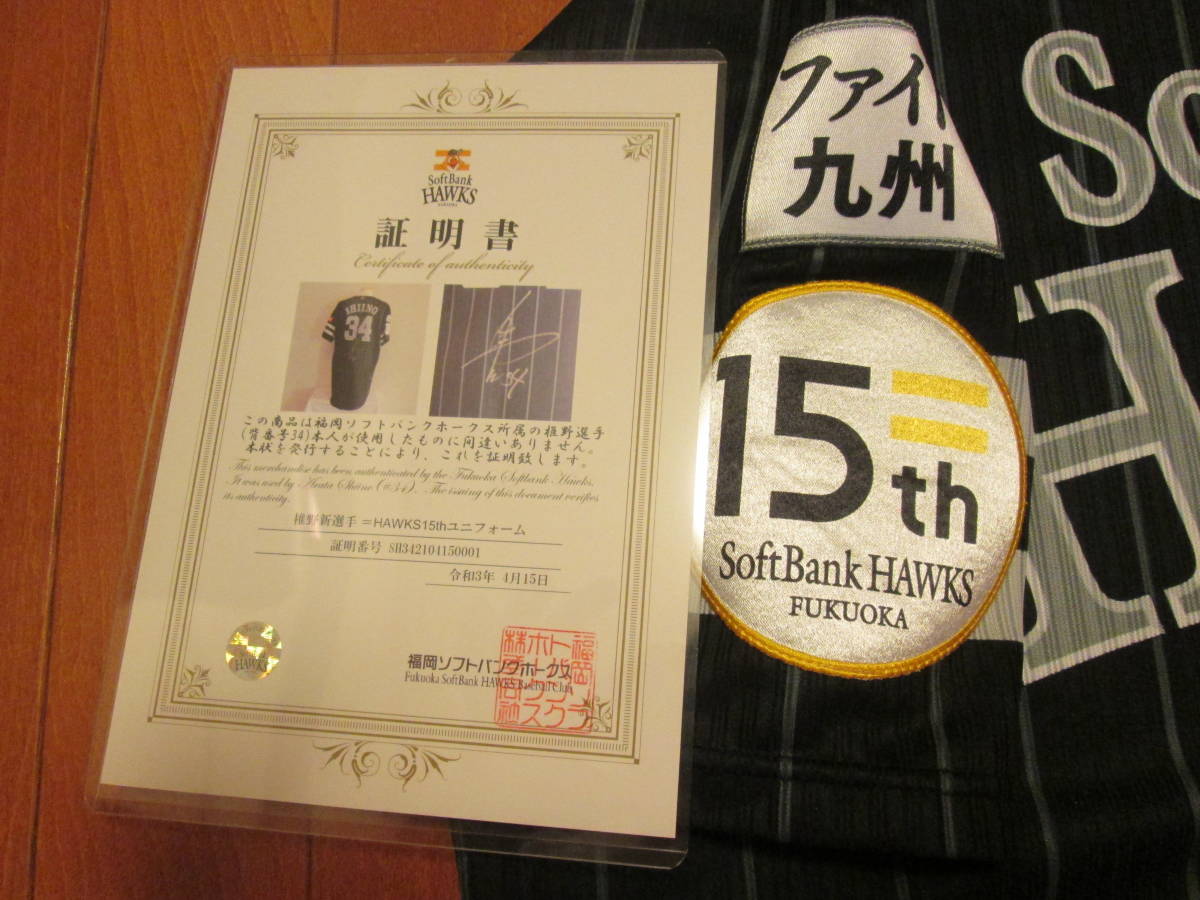 SoftBank
HAWKS
FUKUOKA
証明書
Certificate of authenticity
SHIINO
34
34
この商品は福岡ソフトバンクホークス所属の椎野選手
(背番号34)本人が使用したものに間違いありません。
本状を発行することにより、これを証明致します。
This merchandise has been authenticated by the Fukuoka Softbank Hawks.
It was used by Arata Shiino (#34). The issuing of this document verifies
its authenticity.
椎野新選手=HAWKS15thユニフォーム
証明番号 SH342104150001
令和3年 4月15日
HAWKS
福岡ソフトバンクホークス
Fukuoka SoftBank HAWKS Baseball Club
ファイ
九州
15th
SoftBank HAWKS
FUKUOKA
So
H